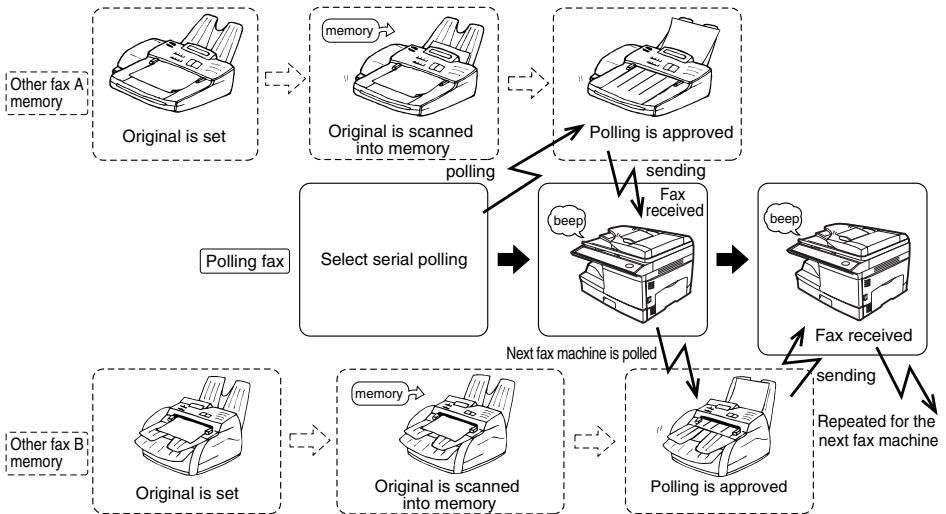 Other fax A
memory
Original is set
memory
Original is scanned
into memory
Polling is approved
polling
sending
Polling fax
Select serial polling
beep
Fax
received
beep
Fax received
Next fax machine is polled
sending
Repeated for the
next fax machine
Other fax B
memory
Original is set
memory
Original is scanned
into memory
Polling is approved